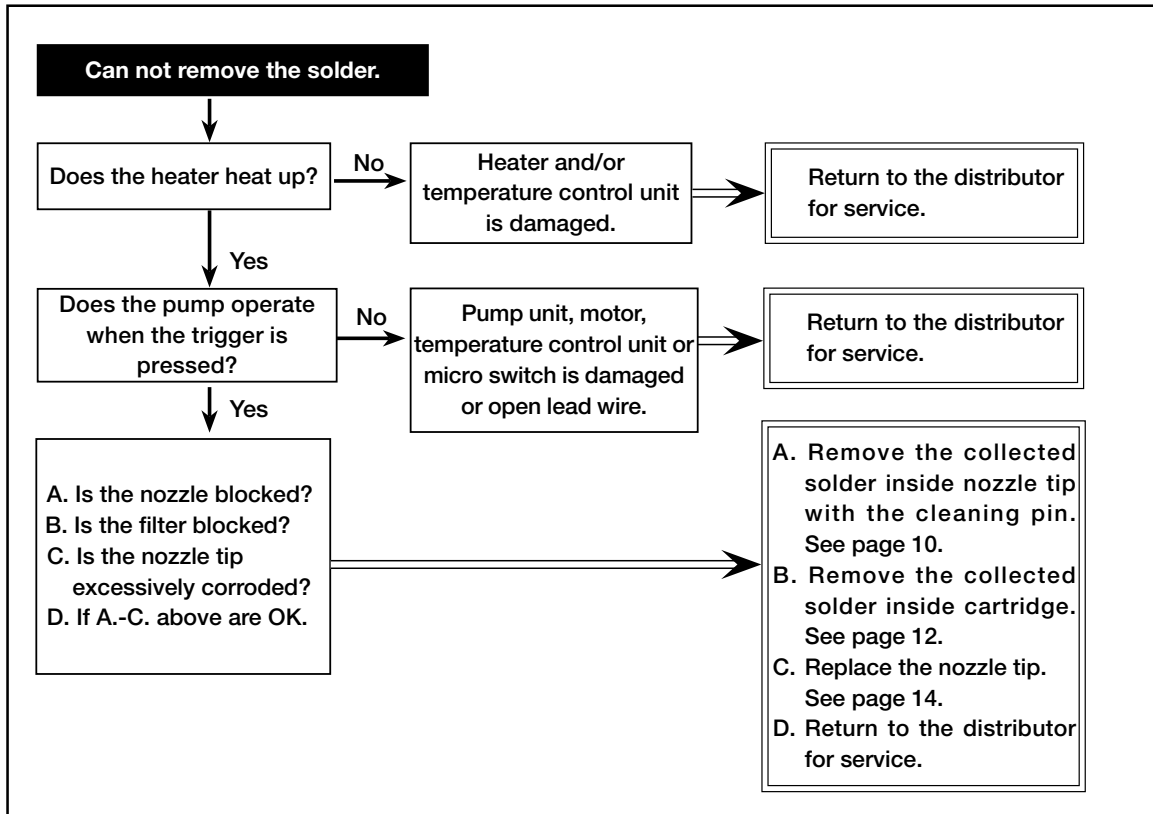 Can not remove the solder.
Does the heater heat up?
No
Heater and/or
temperature control unit
is damaged.
Return to the distributor
for service.
Yes
Does the pump operate
when the trigger is
pressed?
No
Pump unit, motor,
temperature control unit or
micro switch is damaged
or open lead wire.
Return to the distributor
for service.
Yes
A. Is the nozzle blocked?
B. Is the filter blocked?
C. Is the nozzle tip
excessively corroded?
D. If A.-C. above are OK.
A. Remove the collected
solder inside nozzle tip
with the cleaning pin.
See page 10.
B. Remove the collected
solder inside cartridge.
See page 12.
C. Replace the nozzle tip.
See page 14.
D. Return to the distributor
for service.